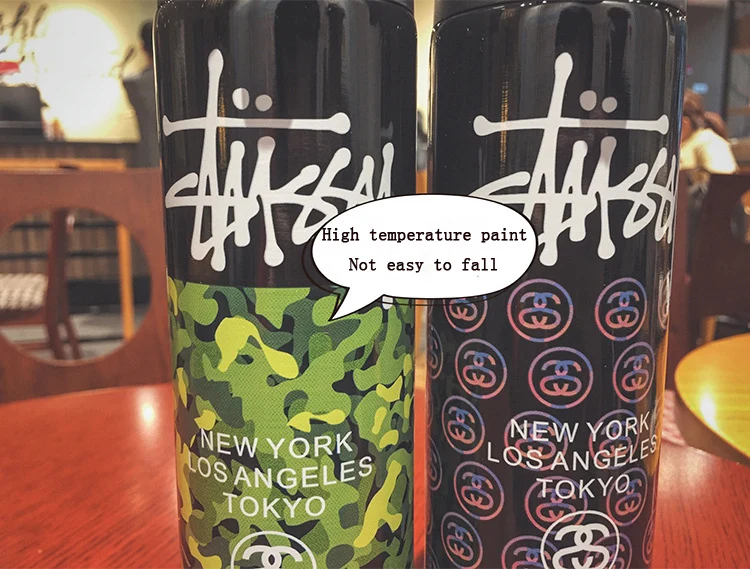 STÜSSY
STÜSSY
High temperature paint
Not easy to fall
NEW YORK
LOS ANGELES
TOKYO
NEW YORK
LOS ANGELES
TOKYO